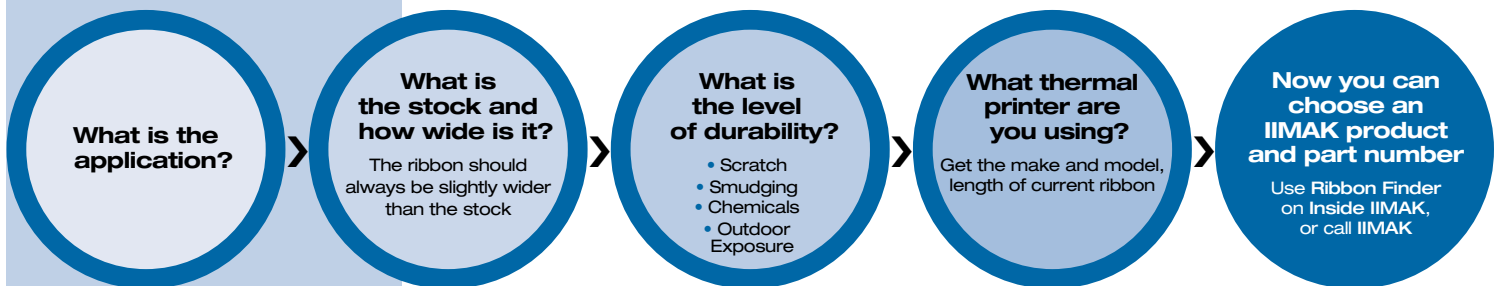 What is the
application?
What is
the stock and
how wide is it?
The ribbon should
always be slightly wider
than the stock
What is
the level
of durability?
• Scratch
• Smudging
• Chemicals
• Outdoor
Exposure
What thermal
printer are
you using?
Get the make and model,
length of current ribbon
Now you can
choose an
IIMAK product
and part number
Use Ribbon Finder
on Inside IIMAK,
or call IIMAK